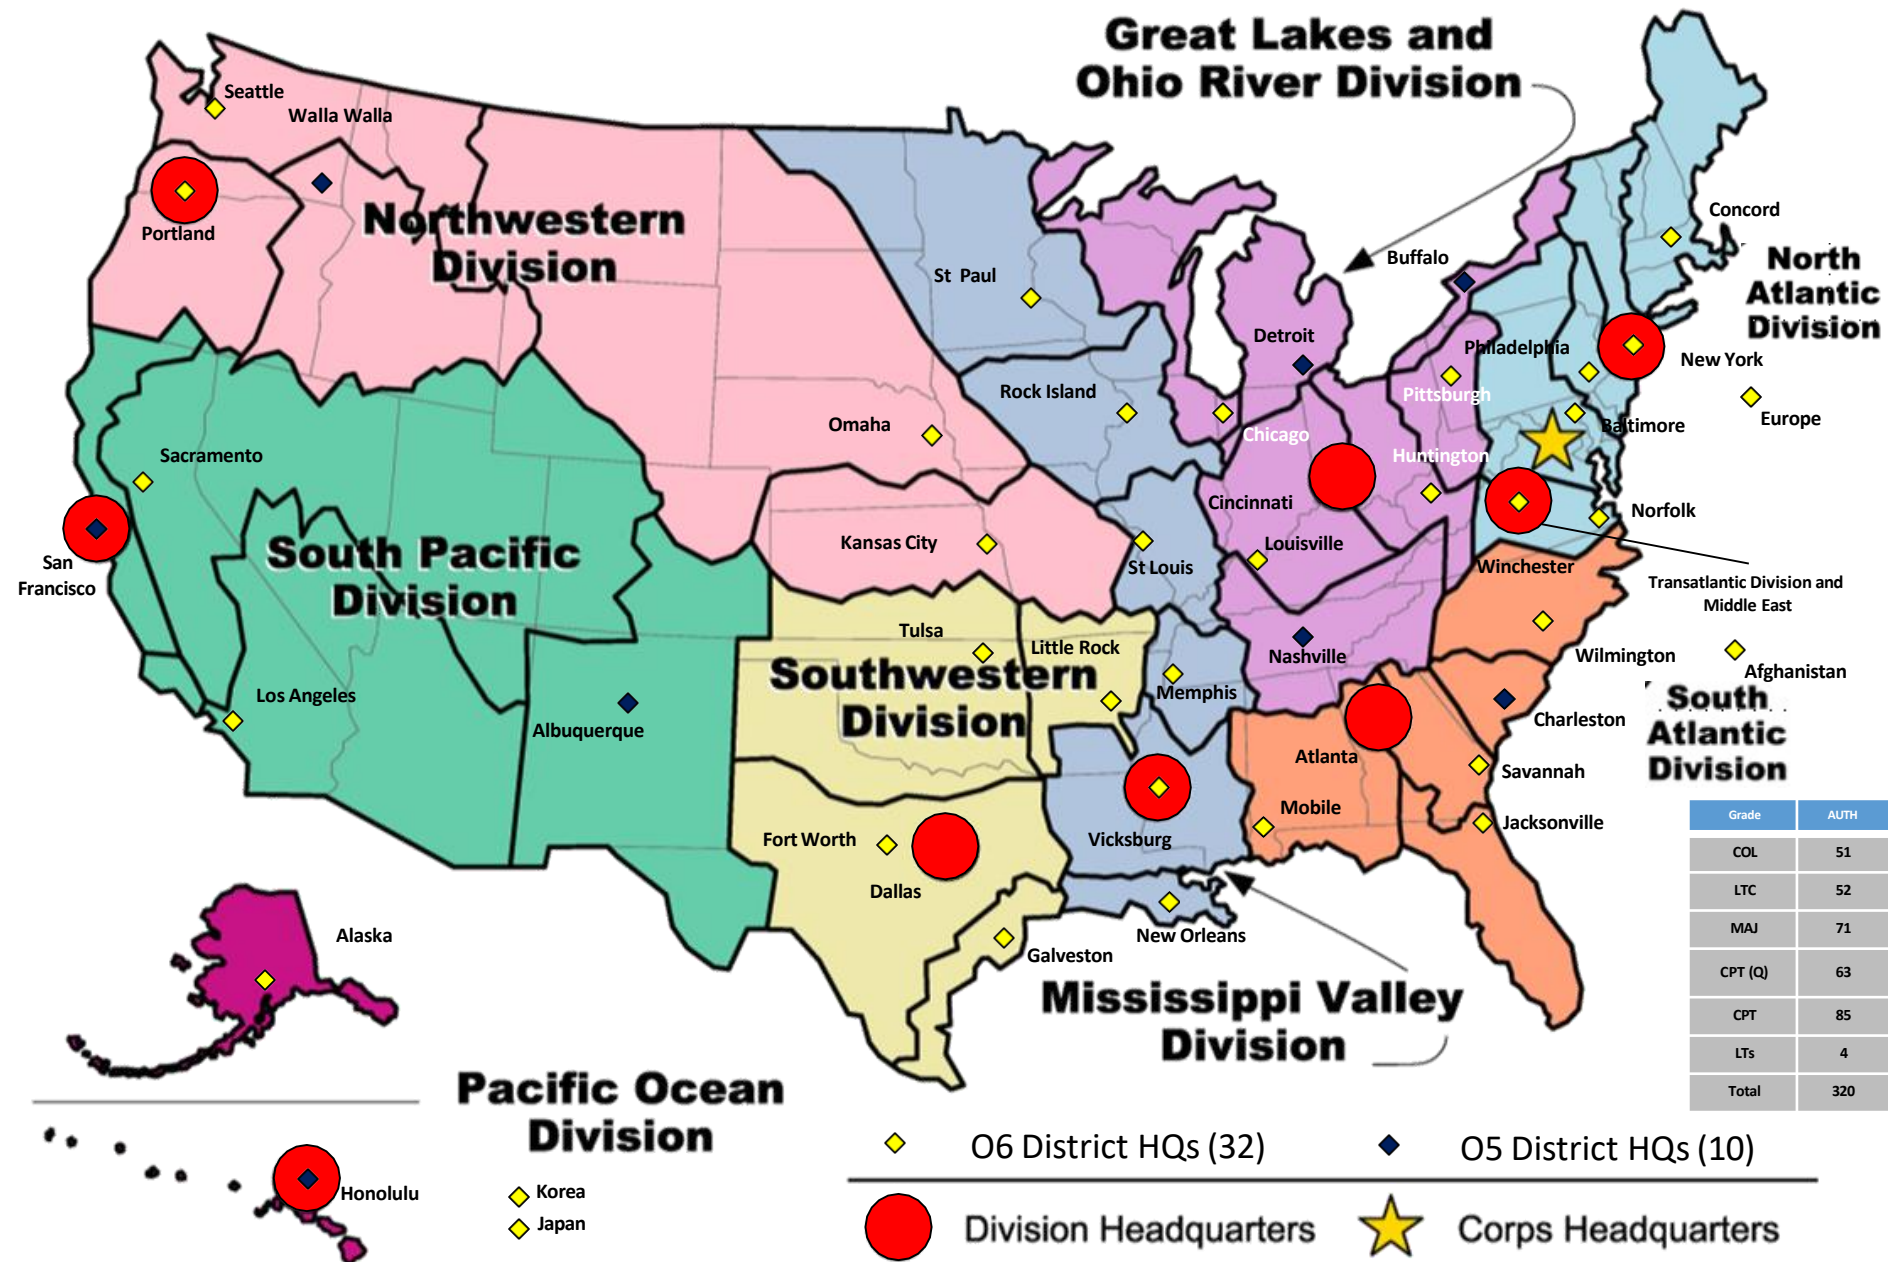 Great Lakes and
Ohio River Division
Seattle
Walla Walla
Portland
Northwestern
Division
St Paul
Buffalo
Concord
North
Atlantic
Division
Detroit
Philadelphia
New York
Rock Island
Pittsburgh
Europe
Omaha
Chicago
Baltimore
Sacramento
Huntington
Cincinnati
Norfolk
Kansas City
Louisville
San
Francisco
South Pacific
Division
St Louis
Winchester
Transatlantic Division and
Middle East
Tulsa
Little Rock
Nashville
Wilmington
Afghanistan
Southwestern
Division
Los Angeles
Memphis
Albuquerque
Charleston
South
Atlantic
Division
Atlanta
Savannah
Mobile
Jacksonville
Fort Worth
Vicksburg
Dallas
New Orleans
Galveston
Alaska
Mississippi Valley
Division
Grade AUTH
COL 51
LTC 52
MAJ 71
CPT (Q) 63
CPT 85
LTs 4
Total 320
Pacific Ocean
Division
Honolulu
Korea
Japan
O6 District HQs (32)
O5 District HQs (10)
Division Headquarters
Corps Headquarters